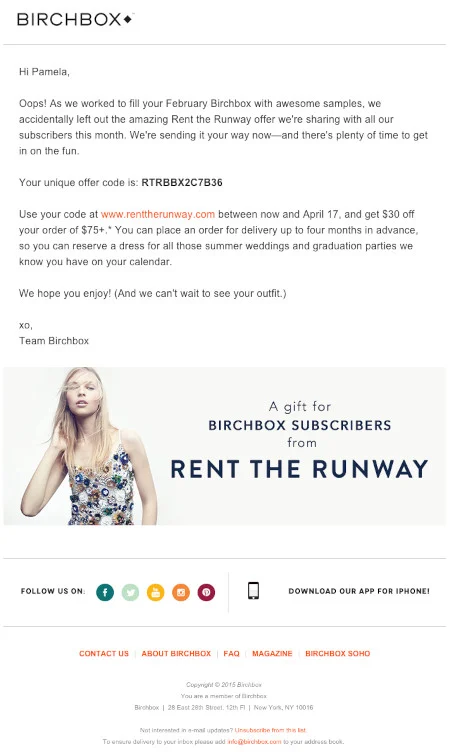 BIRCHBOX
Hi Pamela,
Oops! As we worked to fill your February Birchbox with awesome samples, we
accidentally left out the amazing Rent the Runway offer we're sharing with all our
subscribers this month. We're sending it your way now—and there's plenty of time to get
in on the fun.
Your unique offer code is: RTRBBX2C7B36
Use your code at www.renttherunway.com between now and April 17, and get $30 off
your order of $75+.* You can place an order for delivery up to four months in advance,
so you can reserve a dress for all those summer weddings and graduation parties we
know you have on your calendar.
We hope you enjoy! (And we can't wait to see your outfit.)
xo,
Team Birchbox
A gift for
BIRCHBOX SUBSCRIBERS
from
RENT THE RUNWAY
FOLLOW US ON: DOWNLOAD OUR APP FOR IPHONE!
CONTACT US | ABOUT BIRCHBOX | FAQ | MAGAZINE | BIRCHBOX SOHO
Copyright © 2015 Birchbox
You are a member of Birchbox
Birchbox | 28 East 28th Street, 12th Fl | New York, NY 10016
Not interested in e-mail updates? Unsubscribe from this list.
To ensure delivery to your inbox please add info@birchbox.com to your address book.